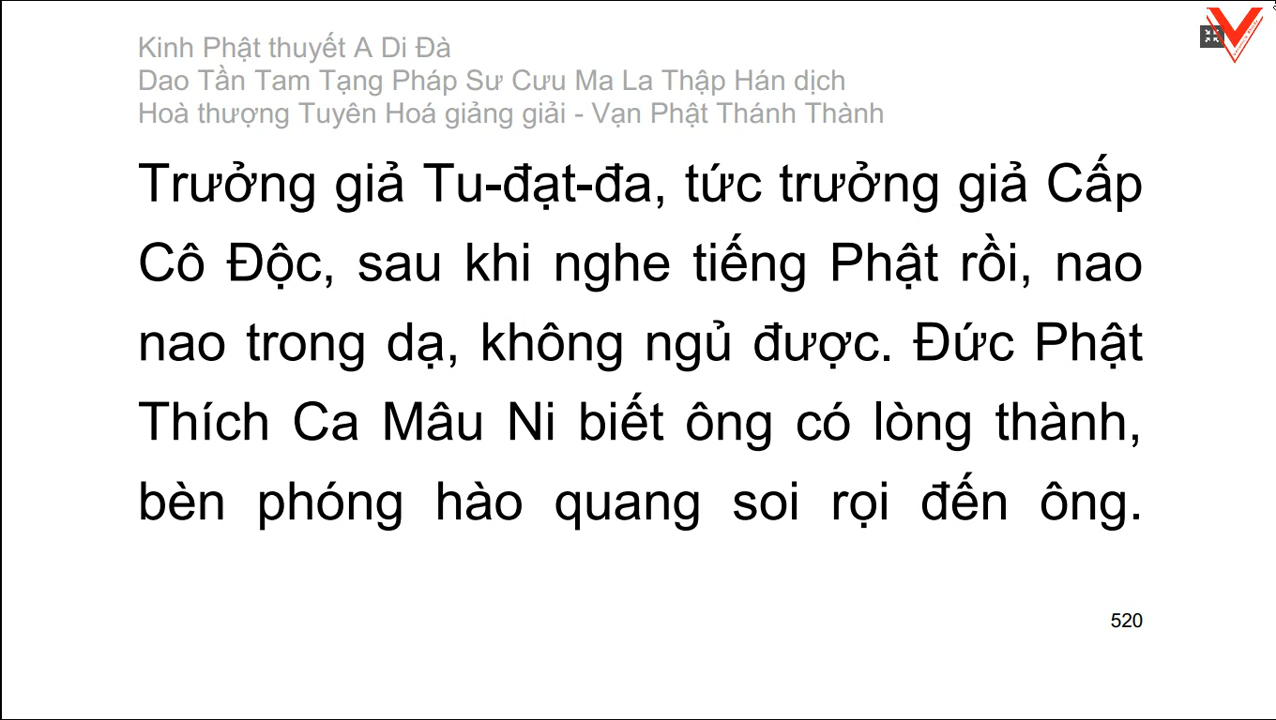 Kinh Phật thuyết A Di Đà
Dao Tần Tam Tạng Pháp Sư Cưu Ma La Thập Hán dịch
Hoà thượng Tuyên Hoá giảng giải - Vạn Phật Thánh Thành
Trưởng giả Tu-đạt-đa, tức trưởng giả Cấp
Cô Độc, sau khi nghe tiếng Phật rồi, nao
nao trong dạ, không ngủ được. Đức Phật
Thích Ca Mâu Ni biết ông có lòng thành,
bèn phóng hào quang soi rọi đến ông.
520